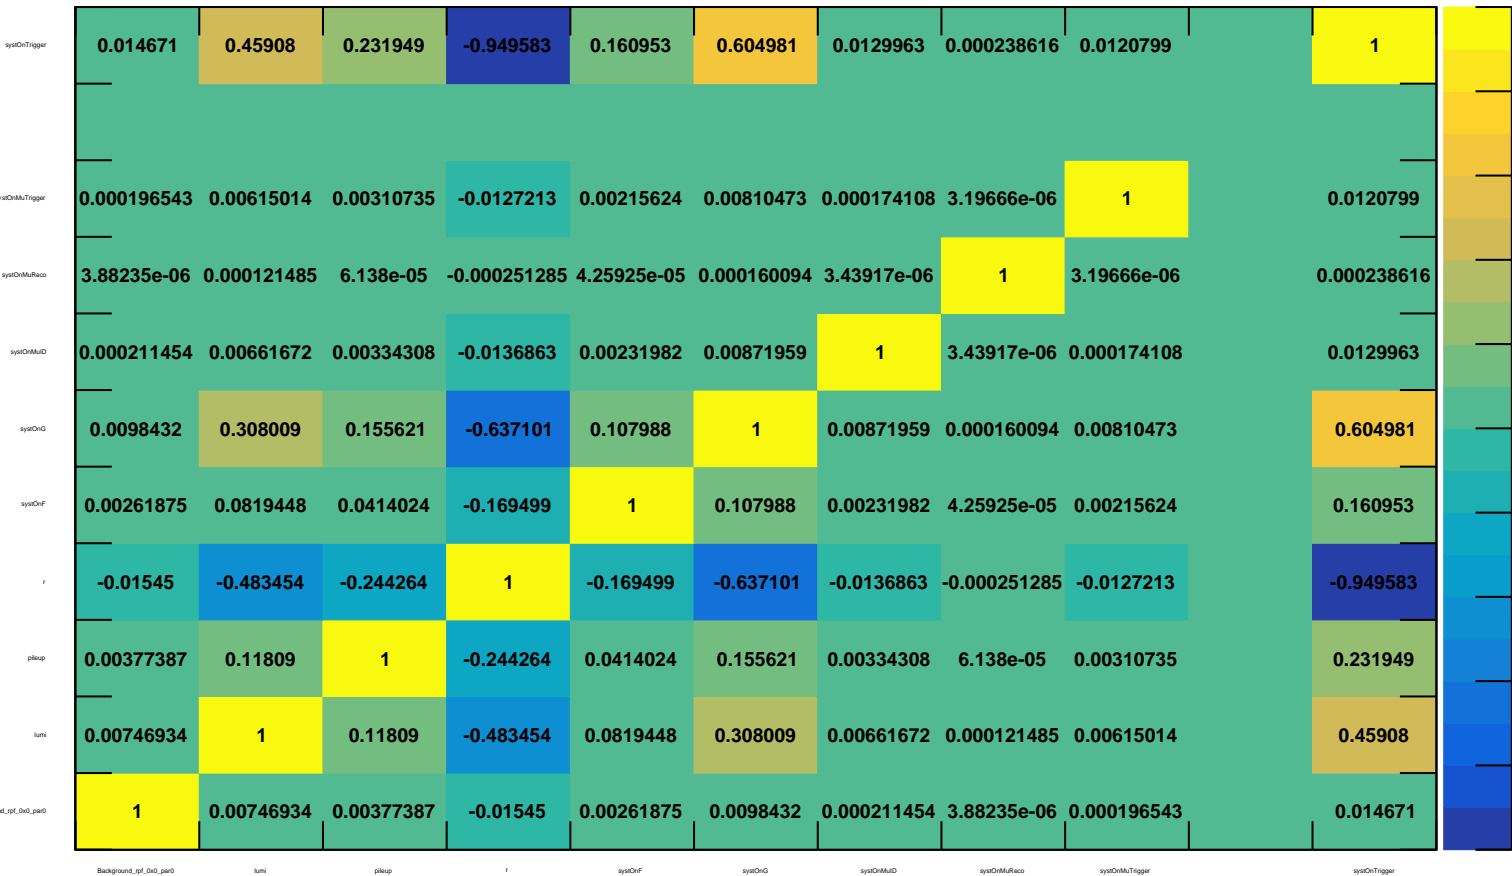 systOnTrigger 0.014671 0.45908 0.231949 -0.949583 0.160953 0.604981 0.0129963 0.000238616 0.0120799 1
ystOnMuTrigger 0.000196543 0.00615014 0.00310735 -0.0127213 0.00215624 0.00810473 0.000174108 3.19666e-06 1 0.0120799
systOnMuReco 3.88235e-06 0.000121485 6.138e-05 -0.000251285 4.25925e-05 0.000160094 3.43917e-06 1 3.19666e-06 0.000238616
systOnMuID 0.000211454 0.00661672 0.00334308 -0.0136863 0.00231982 0.00871959 1 3.43917e-06 0.000174108 0.0129963
systOnG 0.0098432 0.308009 0.155621 -0.637101 0.107988 1 0.00871959 0.000160094 0.00810473 0.604981
systOnF 0.00261875 0.0819448 0.0414024 -0.169499 1 0.107988 0.00231982 4.25925e-05 0.00215624 0.160953
r -0.01545 -0.483454 -0.244264 1 -0.169499 -0.637101 -0.0136863 -0.000251285 -0.0127213 -0.949583
pileup 0.00377387 0.11809 1 -0.244264 0.0414024 0.155621 0.00334308 6.138e-05 0.00310735 0.231949
lumi 0.00746934 1 0.11809 -0.483454 0.0819448 0.308009 0.00661672 0.000121485 0.00615014 0.45908
d_rpf_0x0_par0 1 0.00746934 0.00377387 -0.01545 0.00261875 0.0098432 0.000211454 3.88235e-06 0.000196543 0.014671
Background_rpf_0x0_par0 lumi pileup r systOnF systOnG systOnMuID systOnMuReco systOnMuTrigger systOnTrigger